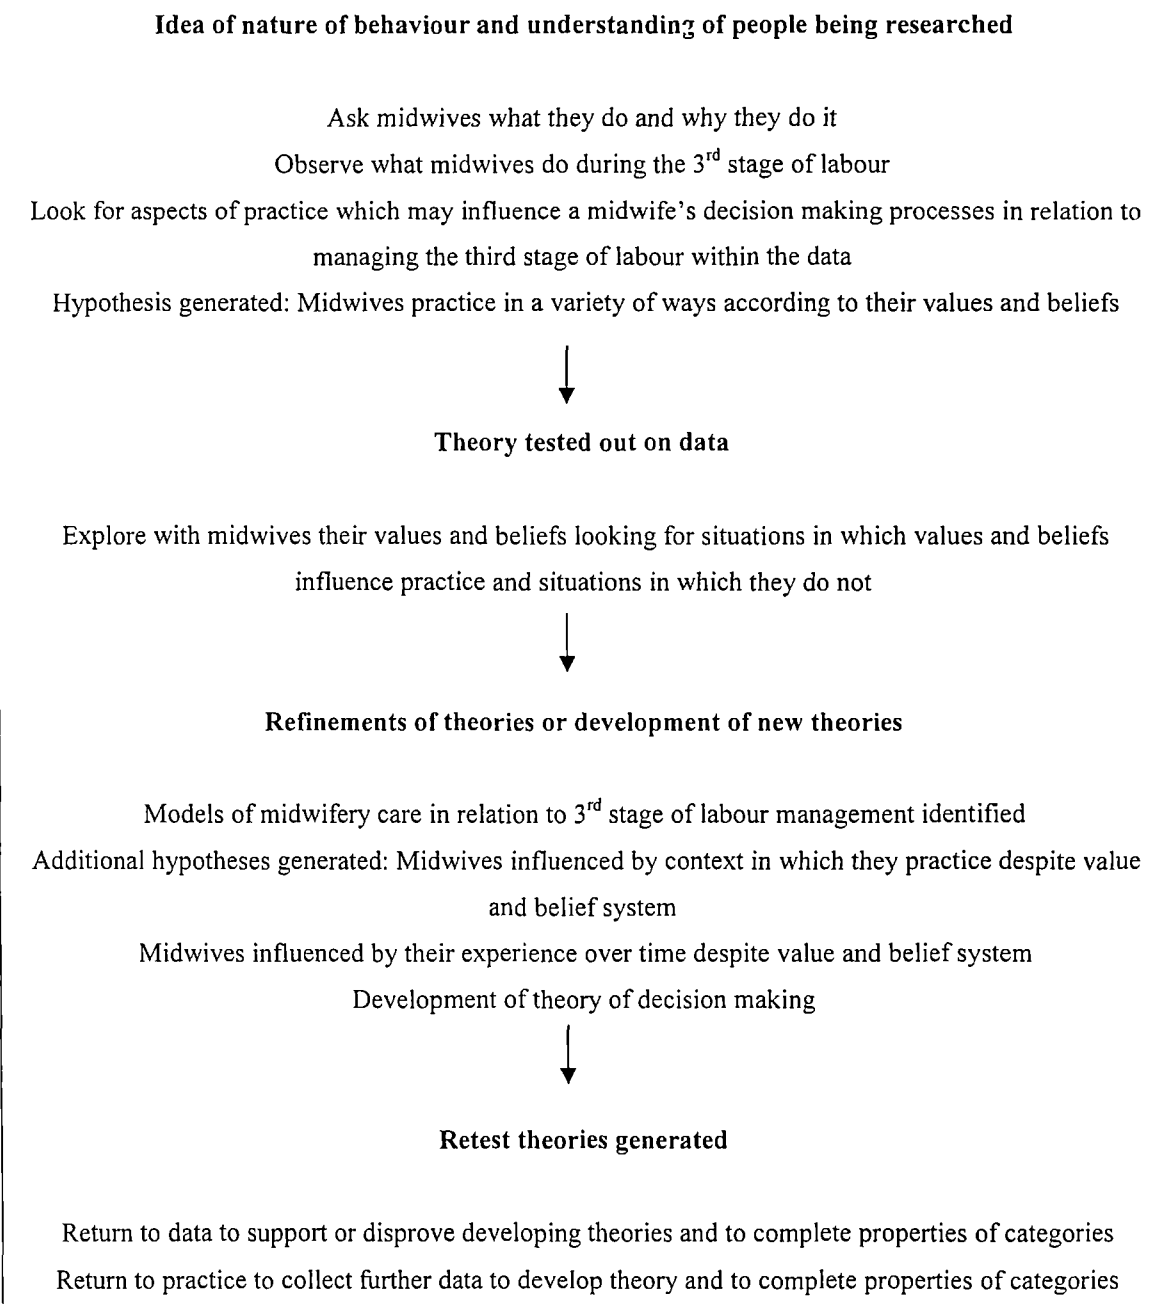 Idea of nature of behaviour and understanding of people being researched
Ask midwives what they do and why they do it
Observe what midwives do during the 3rd stage of labour
Look for aspects of practice which may influence a midwife's decision making processes in relation to
managing the third stage of labour within the data
Hypothesis generated: Midwives practice in a variety of ways according to their values and beliefs
Theory tested out on data
Explore with midwives their values and beliefs looking for situations in which values and beliefs
influence practice and situations in which they do not
Refinements of theories or development of new theories
Models of midwifery care in relation to 3rd stage of labour management identified
Additional hypotheses generated: Midwives influenced by context in which they practice despite value
and belief system
Midwives influenced by their experience over time despite value and belief system
Development of theory of decision making
Retest theories generated
Return to data to support or disprove developing theories and to complete properties of categories
Return to practice to collect further data to develop theory and to complete properties of categories